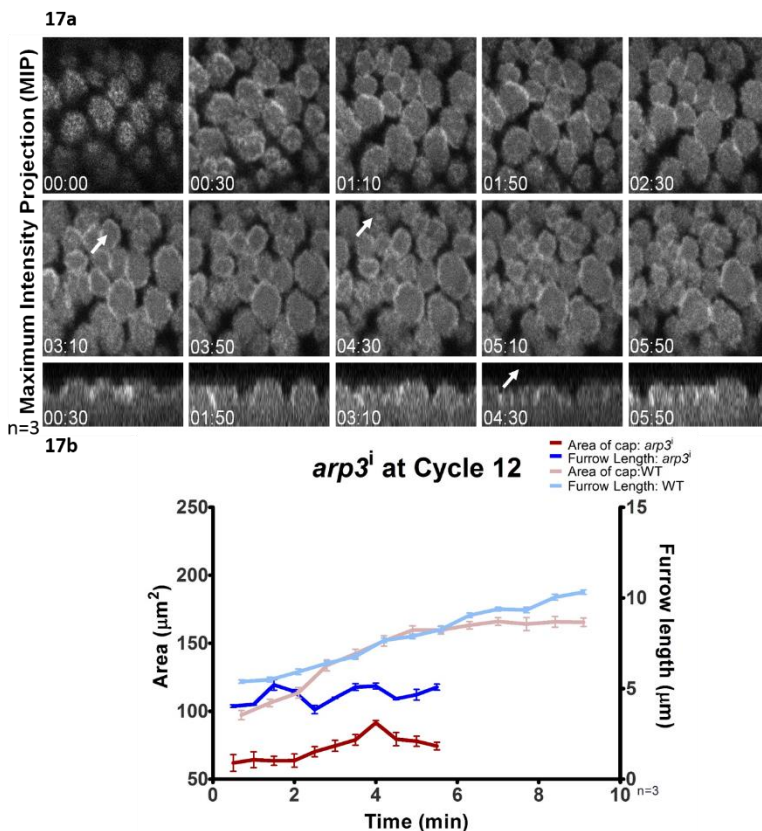 17a
Maximum Intensity Projection (MIP)
00:00
00:30
01:10
01:50
02:30
03:10
03:50
04:30
05:10
05:50
00:30
01:50
03:10
04:30
05:50
n=3
17b
arp3ⁱ at Cycle 12
Area of cap: arp3ⁱ
Furrow Length: arp3ⁱ
Area of cap:WT
Furrow Length: WT
Area (µm²)
250
200
150
100
50
Furrow length (µm)
15
10
5
0
0
2
4
6
8
10
n=3
Time (min)